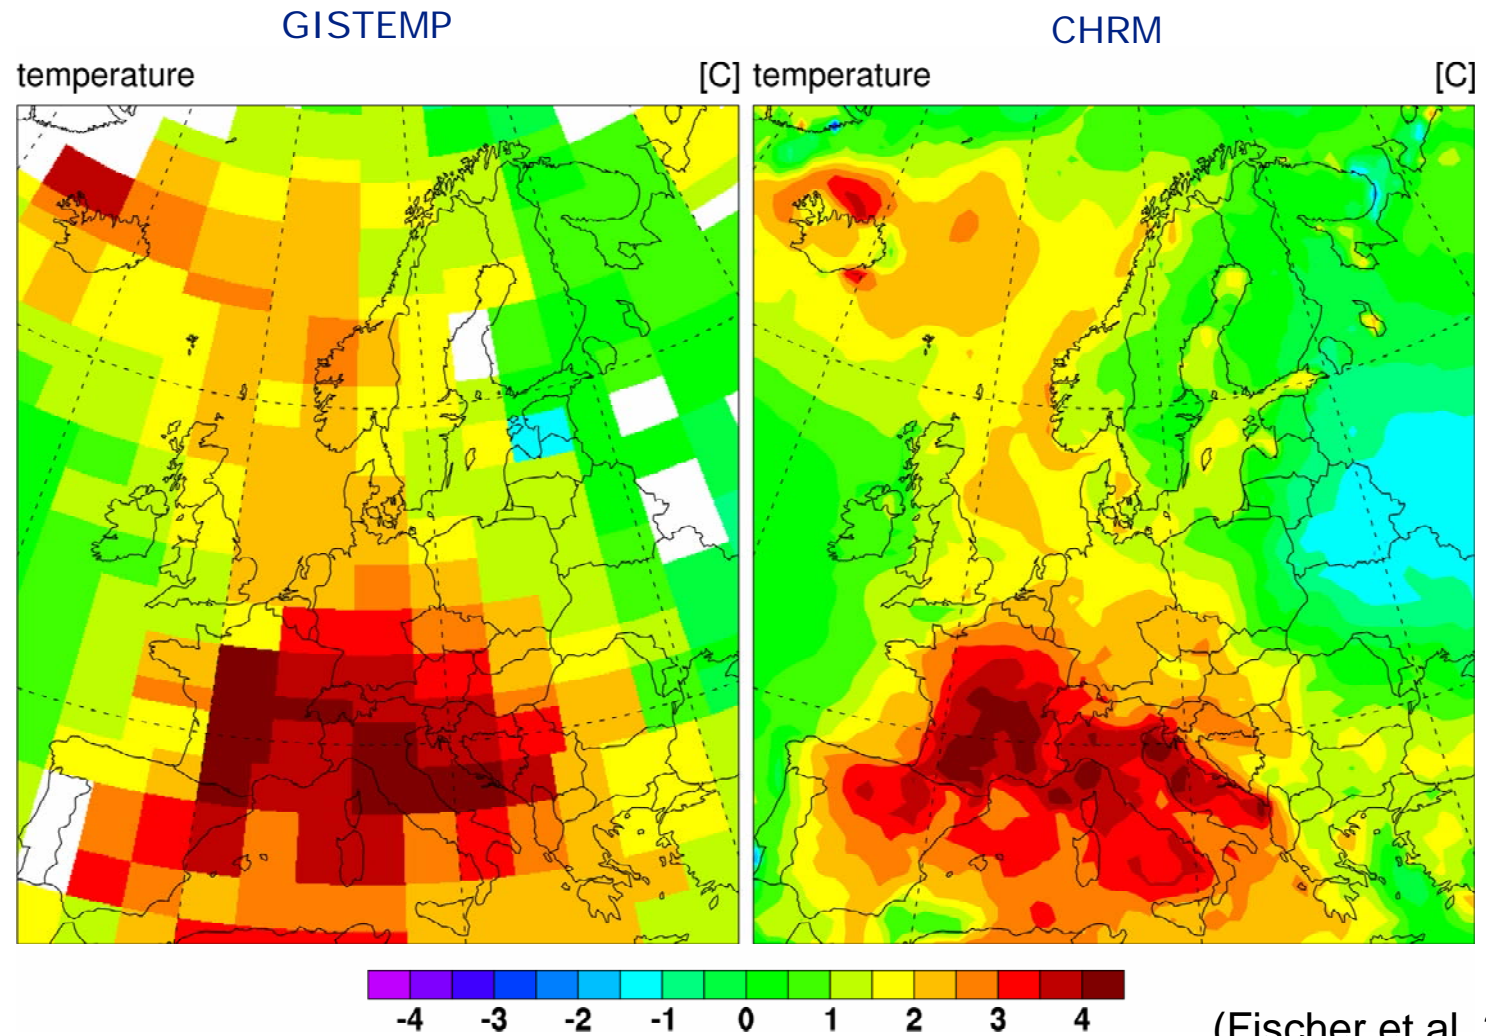 GISTEMP CHRM
temperature [C] temperature [C]
-4 -3 -2 -1 0 1 2 3 4
(Fischer et al.